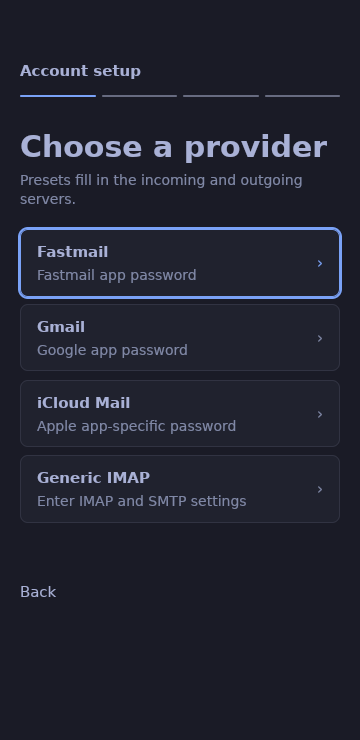 Account setup
Choose a provider
Presets fill in the incoming and outgoing
servers.
Fastmail
Fastmail app password
›
Gmail
Google app password
›
iCloud Mail
Apple app-specific password
›
Generic IMAP
Enter IMAP and SMTP settings
›
Back